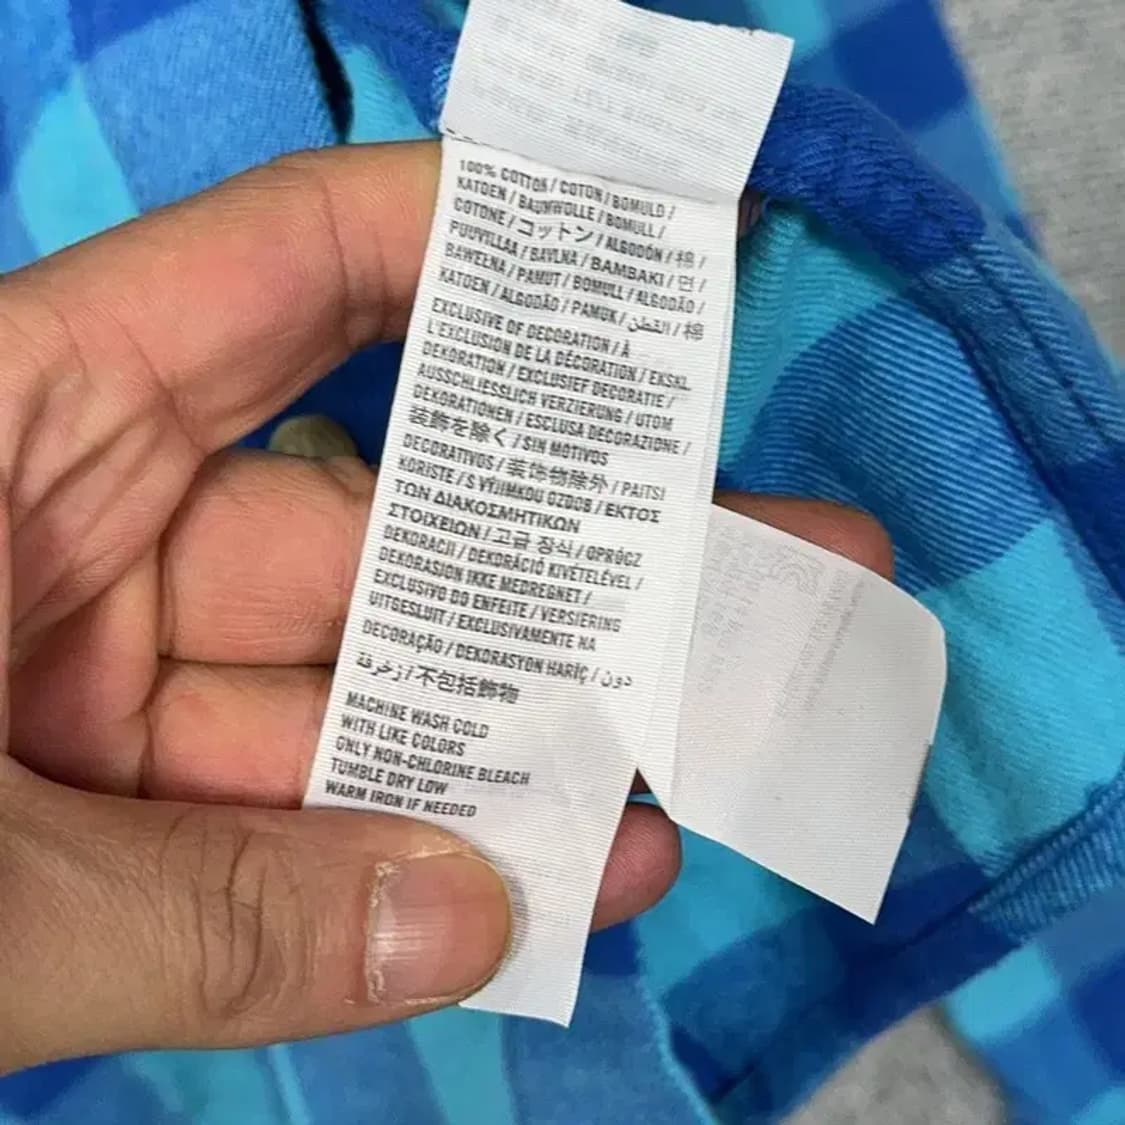 100% COTTON / COTON / BOMULD /
KATOEN / BAUMWOLLE / BOMULL /
COTONE / コットン / ALGODÓN / 棉 /
PUUVILLAA / BAVLNA / BAMBAKI / 면 /
BAWEŁNA / PAMUT / BOMULL / ALGODÃO /
KATOEN / ALGODÃO / PAMUK / القطن / 棉
EXCLUSIVE OF DECORATION / À
L'EXCLUSION DE LA DÉCORATION / EKSKL.
DEKORATION / EXCLUSIEF DECORATIE /
AUSSCHLIESSLICH VERZIERUNG / UTOM
DEKORATIONEN / ESCLUSA DECORAZIONE /
装飾を除く / SIN MOTIVOS
DECORATIVOS / 装饰物除外 / PAITSI
KORISTE / S VÝJIMKOU OZDOB / ΕΚΤΟΣ
ΤΩΝ ΔΙΑΚΟΣΜΗΤΙΚΩΝ
ΣΤΟΙΧΕΙΩΝ / 고급 장식 / OPRÓCZ
DEKORACJI / DEKORÁCIÓ KIVÉTELÉVEL /
DEKORASJON IKKE MEDREGNET /
EXCLUSIVO DO ENFEITE / VERSIERING
UITGESLUIT / EXCLUSIVAMENTE NA
DECORAÇÃO / DEKORASYON HARİÇ / دون
زخرفة / 不包括飾物
MACHINE WASH COLD
WITH LIKE COLORS
ONLY NON-CHLORINE BLEACH
TUMBLE DRY LOW
WARM IRON IF NEEDED